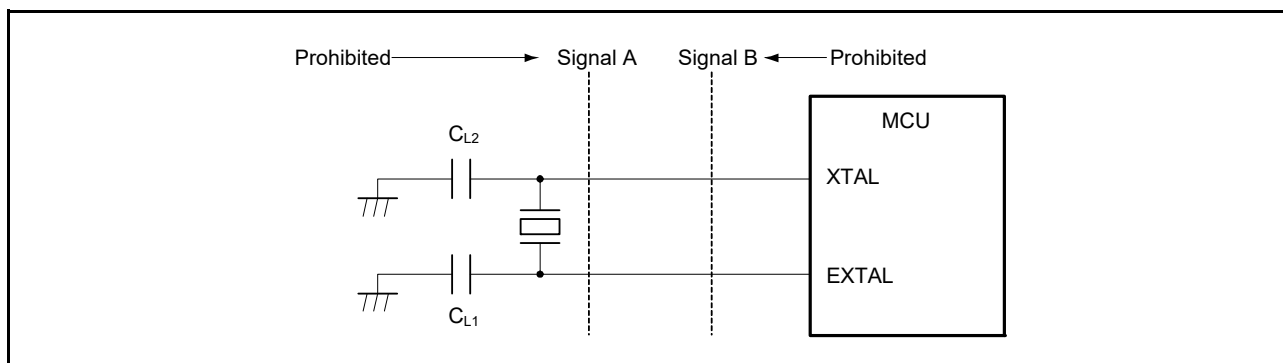 Prohibited Signal A Signal B Prohibited
MCU
CL2
XTAL
EXTAL
CL1